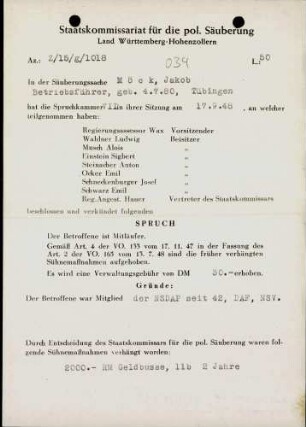 Staatskommissariat für die pol. Säuberung
Land Württemberg-Hohenzollern
Az.: 2/15/g/1018 034 L.50
In der Säuberungssache M ö c k, Jakob
Betriebsführer, geb. 4.7.80, Tübingen
hat die Spruchkammer VII in ihrer Sitzung am 17.9.48, an welcher
teilgenommen haben:
Regierungsassessor Wax Vorsitzender
Waldner Ludwig Beisitzer
Musch Alois "
Einstein Sigbert "
Steinacher Anton "
Osker Emil "
Schneckenburger Josef "
Schwarz Emil "
Reg.Angest. Hauer Vertreter des Staatskommissars
beschlossen und verkündet folgenden
SPRUCH
Der Betroffene ist Mitläufer.
Gemäß Art. 4 der VO. 133 vom 17. 11. 47 in der Fassung des
Art. 2 der VO. 165 vom 13. 7. 48 sind die früher verhängten
Sühnemaßnahmen aufgehoben.
Es wird eine Verwaltungsgebühr von DM 30.- erhoben.
Gründe:
Der Betroffene war Mitglied der NSDAP seit 42, DAF, NSV.
Durch Entscheidung des Staatskommissars für die pol. Säuberung waren fol-
gende Sühnemaßnahmen verhängt worden:
2000.- RM Geldbusse, 11b 2 Jahre